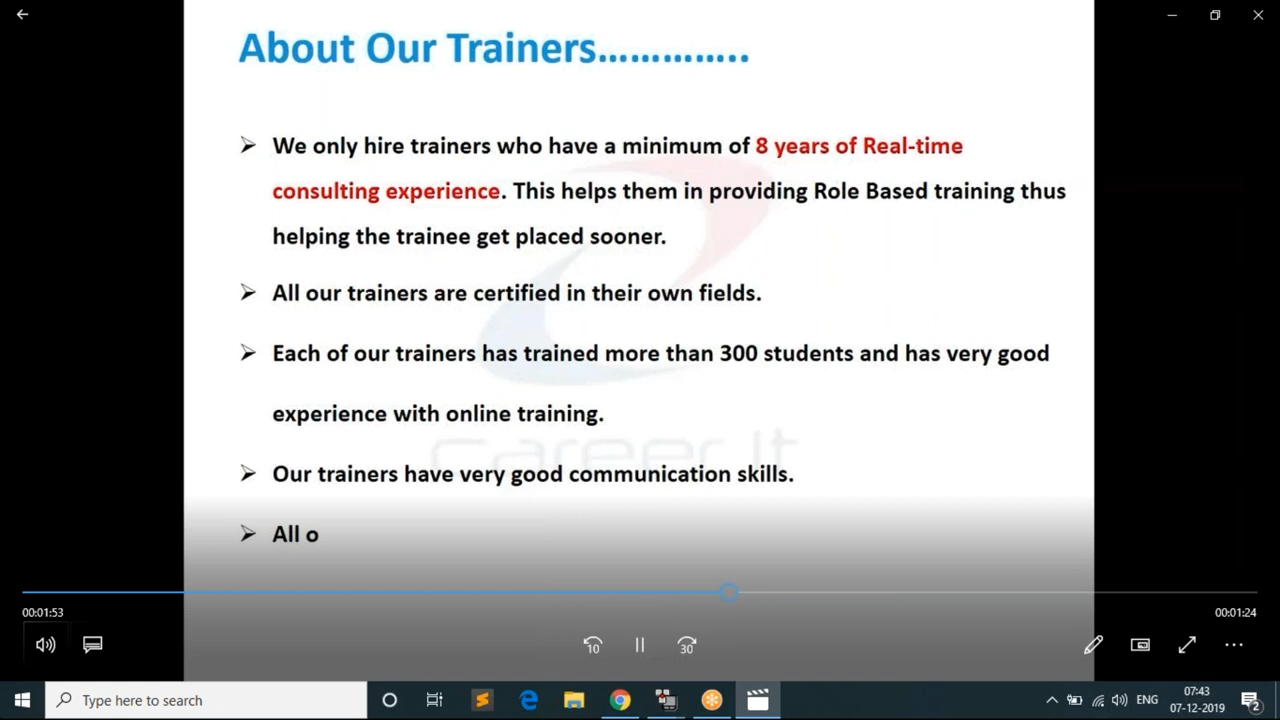 About Our Trainers…………..
➢ We only hire trainers who have a minimum of 8 years of Real-time
consulting experience. This helps them in providing Role Based training thus
helping the trainee get placed sooner.
➢ All our trainers are certified in their own fields.
➢ Each of our trainers has trained more than 300 students and has very good
experience with online training.
career it
➢ Our trainers have very good communication skills.
➢ All o
00:01:53
00:01:24
10
30
Type here to search
ENG
07:43
07-12-2019
2